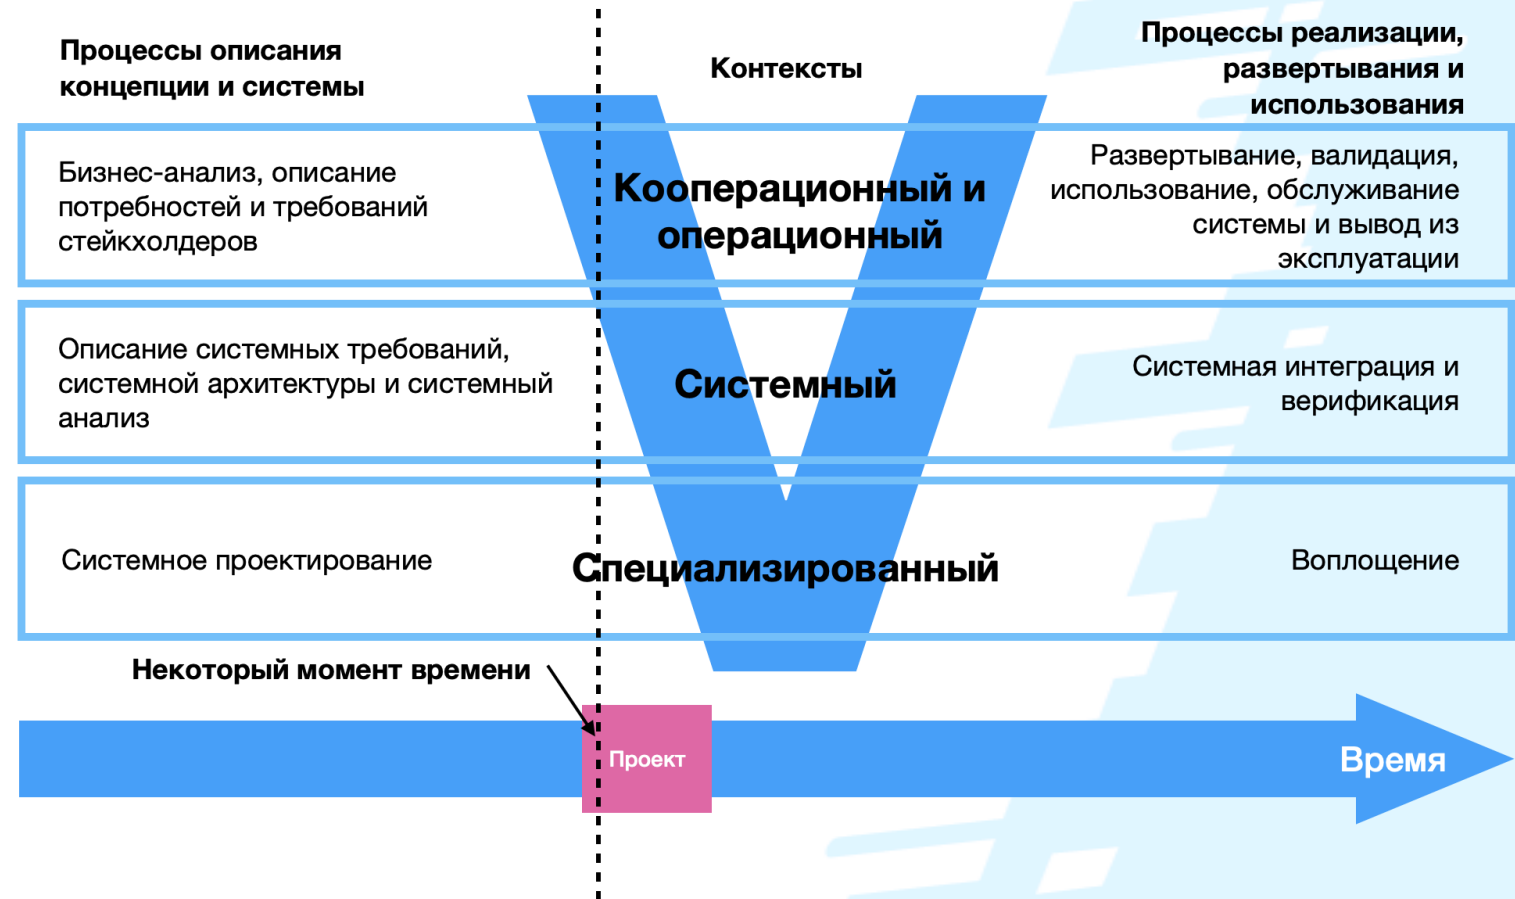 Процессы описания
концепции и системы
Контексты
Процессы реализации,
развертывания и
использования
Бизнес-анализ, описание
потребностей и требований
стейкхолдеров
Кооперационный и
операционный
Развертывание, валидация,
использование, обслуживание
системы и вывод из
эксплуатации
Описание системных требований,
системной архитектуры и системный
анализ
Системный
Системная интеграция и
верификация
Системное проектирование
Специализированный
Воплощение
Некоторый момент времени
Проект
Время